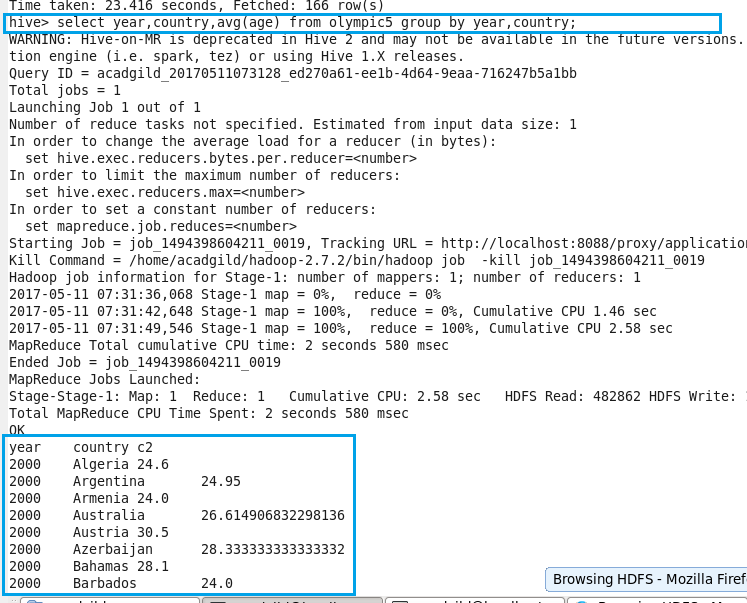 Time taken: 23.416 seconds, Fetched: 166 row(s)
hive> select year,country,avg(age) from olympic5 group by year,country;
WARNING: Hive-on-MR is deprecated in Hive 2 and may not be available in the future versions.
tion engine (i.e. spark, tez) or using Hive 1.X releases.
Query ID = acadgild_20170511073128_ed270a61-ee1b-4d64-9eaa-716247b5a1bb
Total jobs = 1
Launching Job 1 out of 1
Number of reduce tasks not specified. Estimated from input data size: 1
In order to change the average load for a reducer (in bytes):
  set hive.exec.reducers.bytes.per.reducer=<number>
In order to limit the maximum number of reducers:
  set hive.exec.reducers.max=<number>
In order to set a constant number of reducers:
  set mapreduce.job.reduces=<number>
Starting Job = job_1494398604211_0019, Tracking URL = http://localhost:8088/proxy/application
Kill Command = /home/acadgild/hadoop-2.7.2/bin/hadoop job  -kill job_1494398604211_0019
Hadoop job information for Stage-1: number of mappers: 1; number of reducers: 1
2017-05-11 07:31:36,068 Stage-1 map = 0%,  reduce = 0%
2017-05-11 07:31:42,648 Stage-1 map = 100%,  reduce = 0%, Cumulative CPU 1.46 sec
2017-05-11 07:31:49,546 Stage-1 map = 100%,  reduce = 100%, Cumulative CPU 2.58 sec
MapReduce Total cumulative CPU time: 2 seconds 580 msec
Ended Job = job_1494398604211_0019
MapReduce Jobs Launched:
Stage-Stage-1: Map: 1  Reduce: 1   Cumulative CPU: 2.58 sec   HDFS Read: 482862 HDFS Write:
Total MapReduce CPU Time Spent: 2 seconds 580 msec
OK
year    country c2
2000    Algeria 24.6
2000    Argentina       24.95
2000    Armenia 24.0
2000    Australia       26.614906832298136
2000    Austria 30.5
2000    Azerbaijan      28.333333333333332
2000    Bahamas 28.1
2000    Barbados        24.0
Browsing HDFS - Mozilla Firef